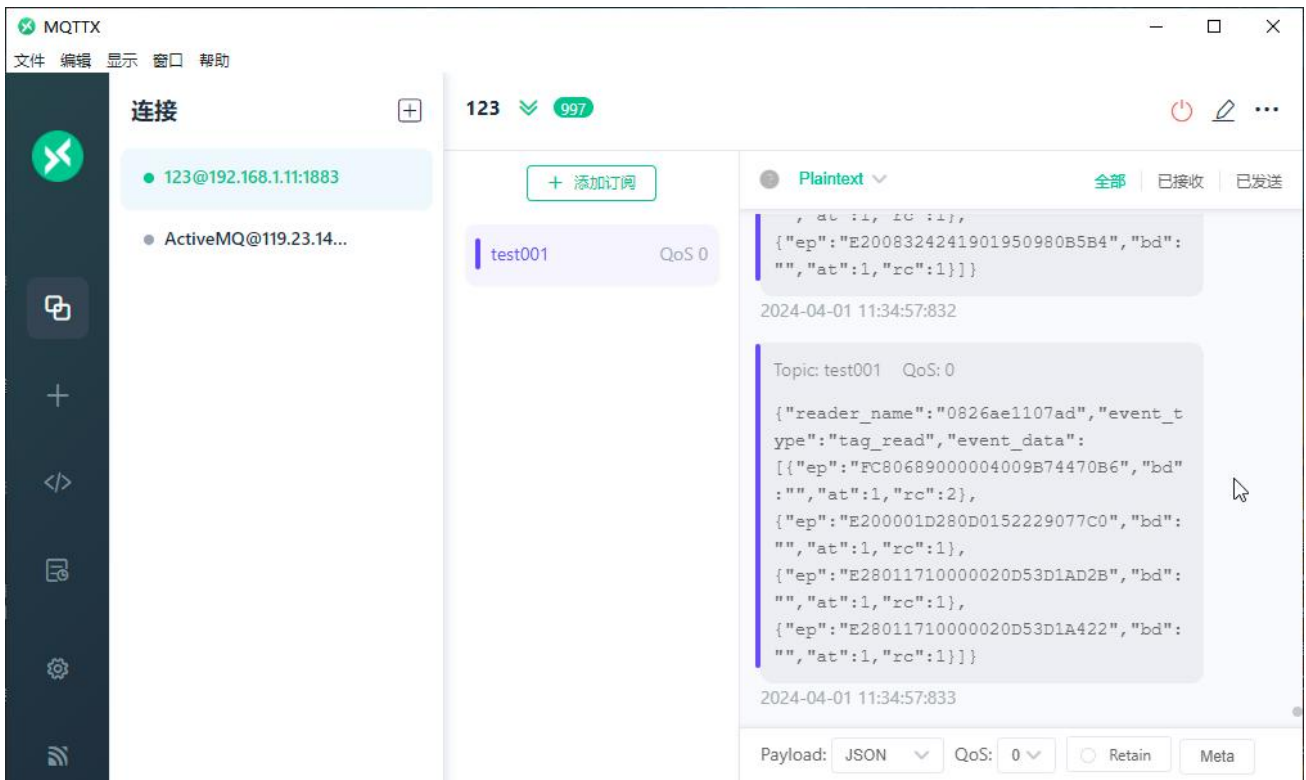 MQTTX
文件 编辑 显示 窗口 帮助
连接
123@192.168.1.11:1883
ActiveMQ@119.23.14...
123 997
添加订阅
test001 QoS 0
Plaintext
全部 已接收 已发送
","at":1,"rc":1},
{"ep":"E2008324241901950980B5B4","bd":
"","at":1,"rc":1}]}
2024-04-01 11:34:57:832
Topic: test001 QoS: 0
{"reader_name":"0826ae1107ad","event_t
ype":"tag_read","event_data":
[{"ep":"FC80689000004009B74470B6","bd"
:"","at":1,"rc":2},
{"ep":"E200001D280D0152229077C0","bd":
"","at":1,"rc":1},
{"ep":"E28011710000020D53D1AD2B","bd":
"","at":1,"rc":1},
{"ep":"E28011710000020D53D1A422","bd":
"","at":1,"rc":1}]}
2024-04-01 11:34:57:833
Payload: JSON QoS: 0 Retain Meta